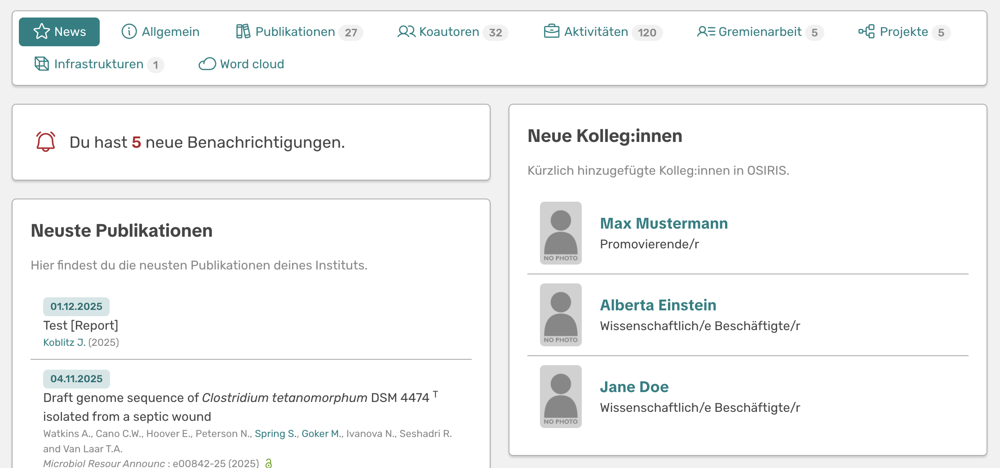 News
Allgemein
Publikationen 27
Koautoren 32
Aktivitäten 120
Gremienarbeit 5
Projekte 5
Infrastrukturen 1
Word cloud
Du hast 5 neue Benachrichtigungen.
Neuste Publikationen
Hier findest du die neusten Publikationen deines Instituts.
01.12.2025
Test [Report]
Koblitz J. (2025)
04.11.2025
Draft genome sequence of Clostridium tetanomorphum DSM 4474 T
isolated from a septic wound
Watkins A., Cano C.W., Hoover E., Peterson N., Spring S., Goker M., Ivanova N., Seshadri R.
and Van Laar T.A.
Microbiol Resour Announc : e00842-25 (2025)
Neue Kolleg:innen
Kürzlich hinzugefügte Kolleg:innen in OSIRIS.
NO PHOTO
Max Mustermann
Promovierende/r
NO PHOTO
Alberta Einstein
Wissenschaftlich/e Beschäftigte/r
NO PHOTO
Jane Doe
Wissenschaftlich/e Beschäftigte/r